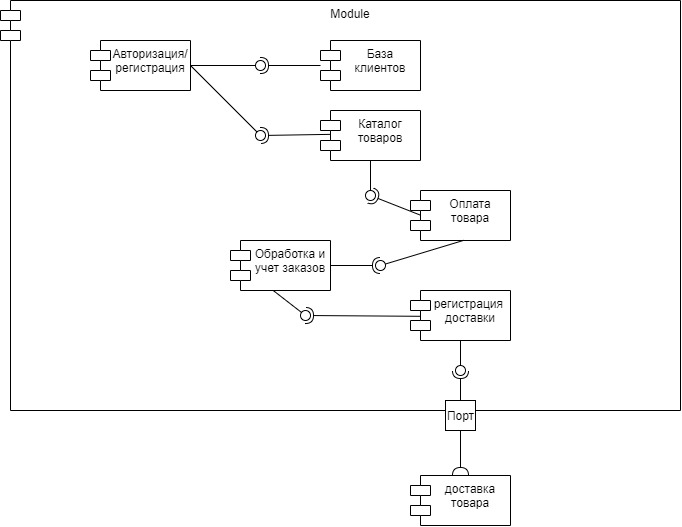 Module
Авторизация/
регистрация
База
клиентов
Каталог
товаров
Оплата
товара
Обработка и
учет заказов
регистрация
доставки
Порт
доставка
товара